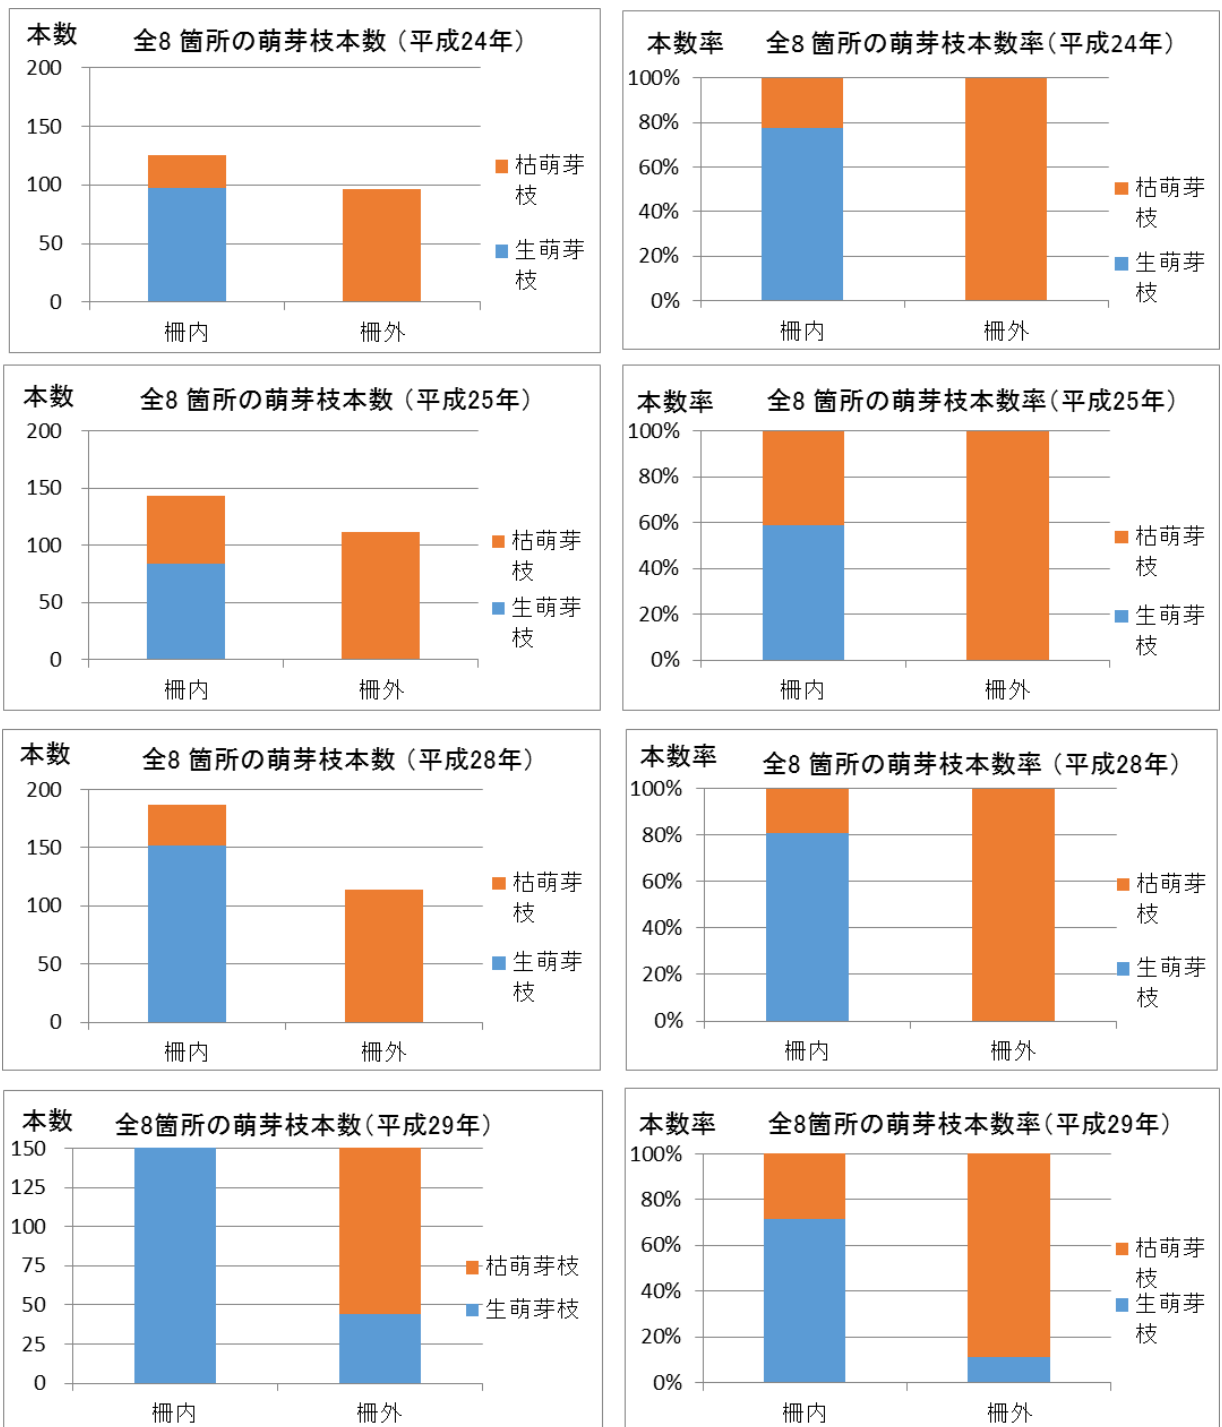 本数
全8 箇所の萌芽枝本数（平成24年）
200
150
100
50
0
柵内
柵外
枯萌芽
枝
生萌芽
枝
本数率
全8 箇所の萌芽枝本数率（平成24年）
100%
80%
60%
40%
20%
0%
柵内
柵外
枯萌芽
枝
生萌芽
枝
本数
全8 箇所の萌芽枝本数（平成25年）
200
150
100
50
0
柵内
柵外
枯萌芽
枝
生萌芽
枝
本数率
全8 箇所の萌芽枝本数率（平成25年）
100%
80%
60%
40%
20%
0%
柵内
柵外
枯萌芽
枝
生萌芽
枝
本数
全8 箇所の萌芽枝本数（平成28年）
200
150
100
50
0
柵内
柵外
枯萌芽
枝
生萌芽
枝
本数率
全8 箇所の萌芽枝本数率（平成28年）
100%
80%
60%
40%
20%
0%
柵内
柵外
枯萌芽
枝
生萌芽
枝
本数
全8箇所の萌芽枝本数（平成29年）
150
125
100
75
50
25
0
柵内
柵外
枯萌芽枝
生萌芽枝
本数率
全8箇所の萌芽枝本数率（平成29年）
100%
80%
60%
40%
20%
0%
柵内
柵外
枯萌芽
枝
生萌芽
枝